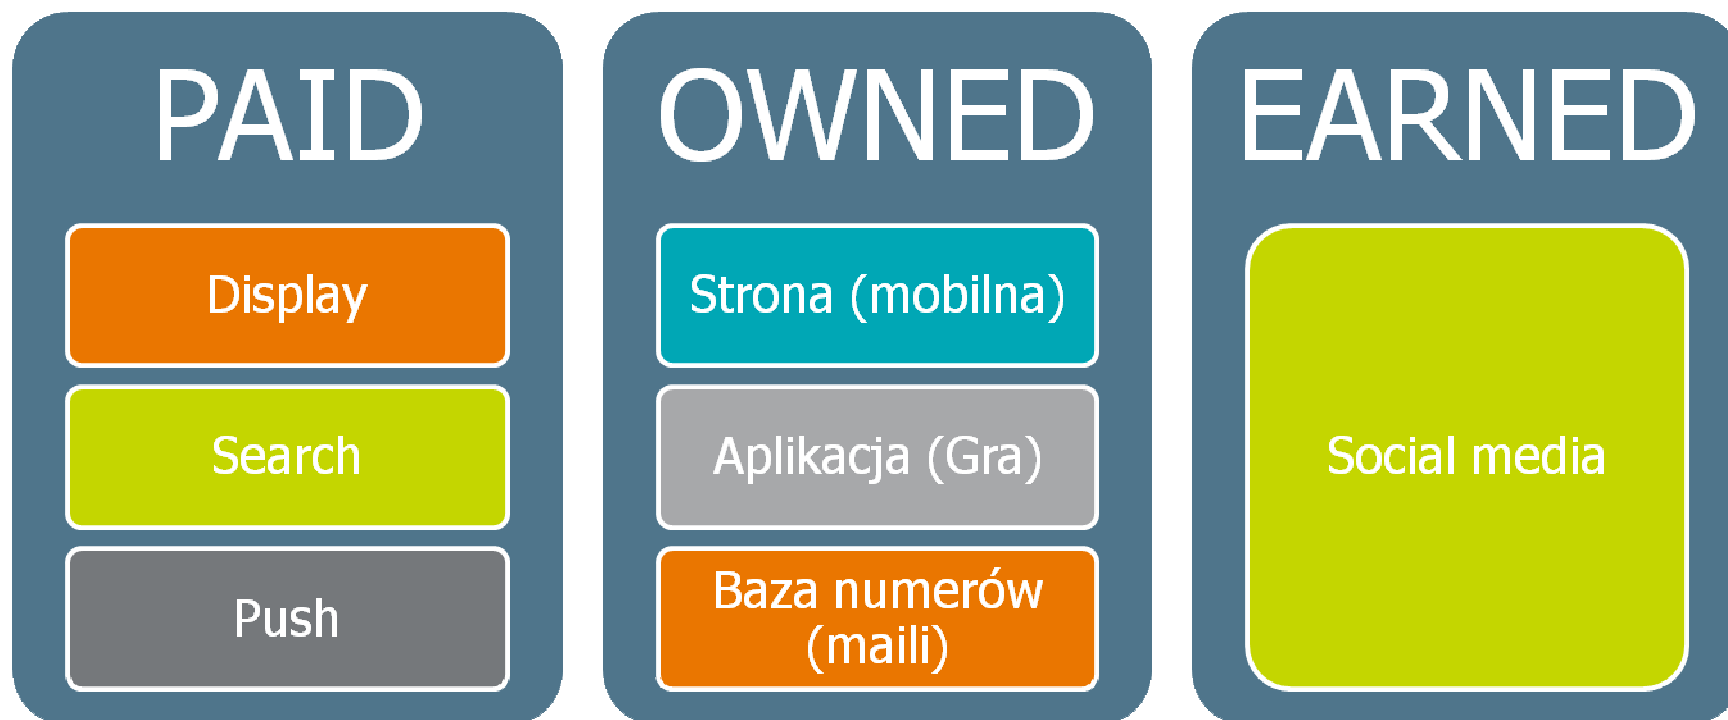 PAID
Display
Search
Push
OWNED
Strona (mobilna)
Aplikacja (Gra)
Baza numerów
(maili)
EARNED
Social media